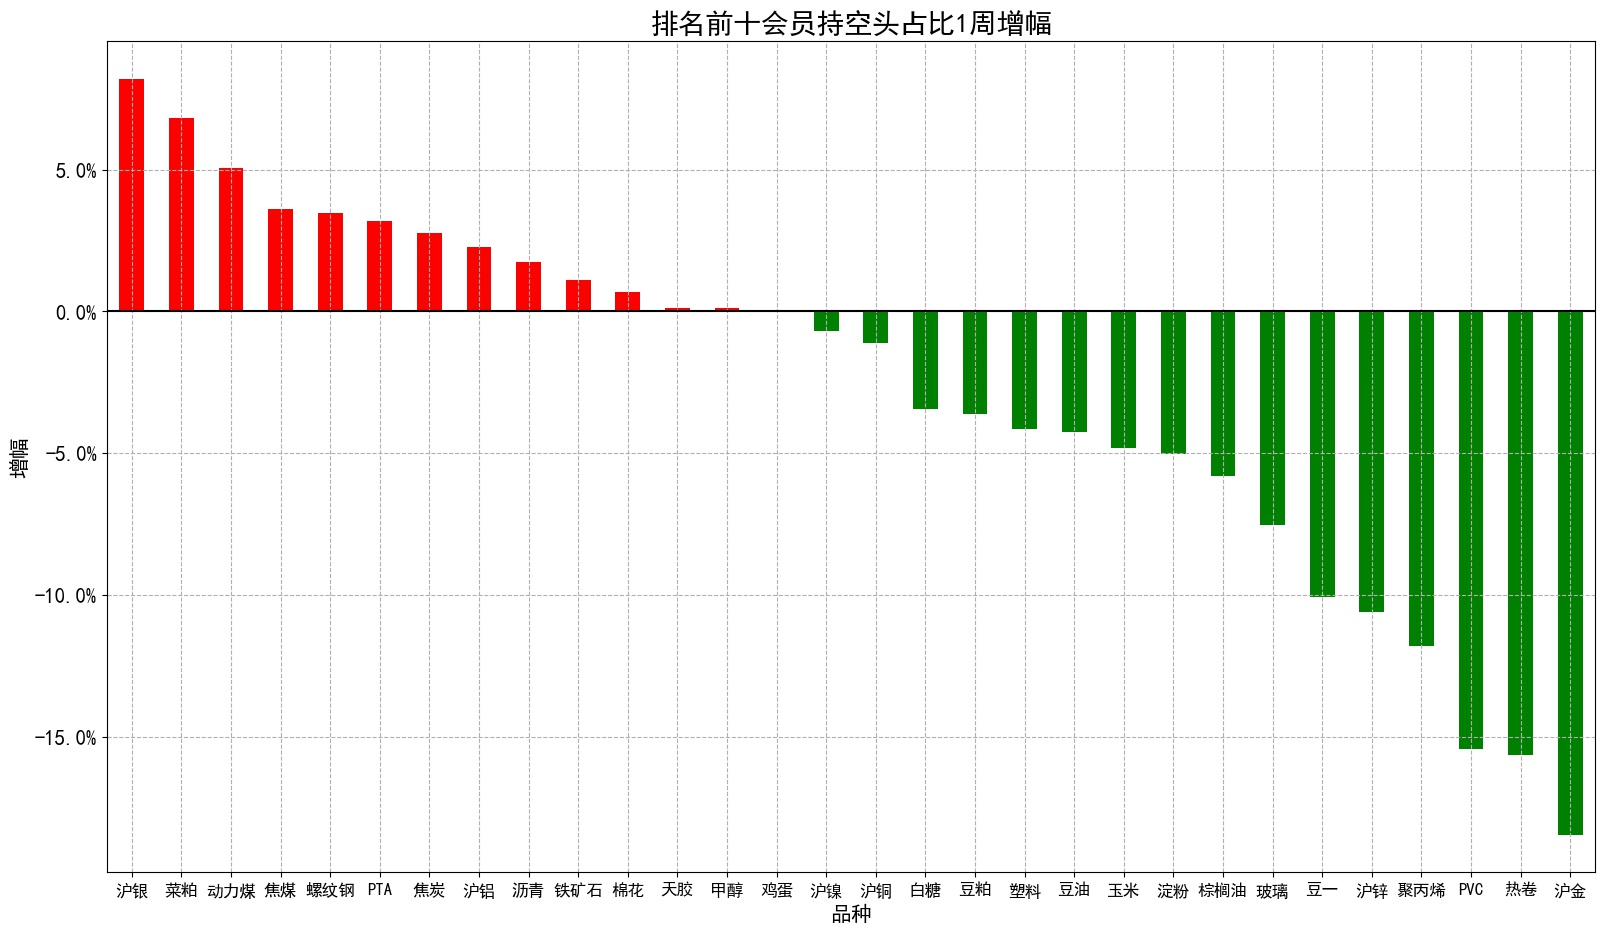 排名前十会员持空头占比1周增幅
5.0%
0.0%
-5.0%
-10.0%
-15.0%
增幅
沪银 菜粕 动力煤 焦煤 螺纹钢 PTA 焦炭 沪铝 沥青 铁矿石 棉花 天胶 甲醇 鸡蛋 沪镍 沪铜 白糖 豆粕 塑料 豆油 玉米 淀粉 棕榈油 玻璃 豆一 沪锌 聚丙烯 PVC 热卷 沪金
品种